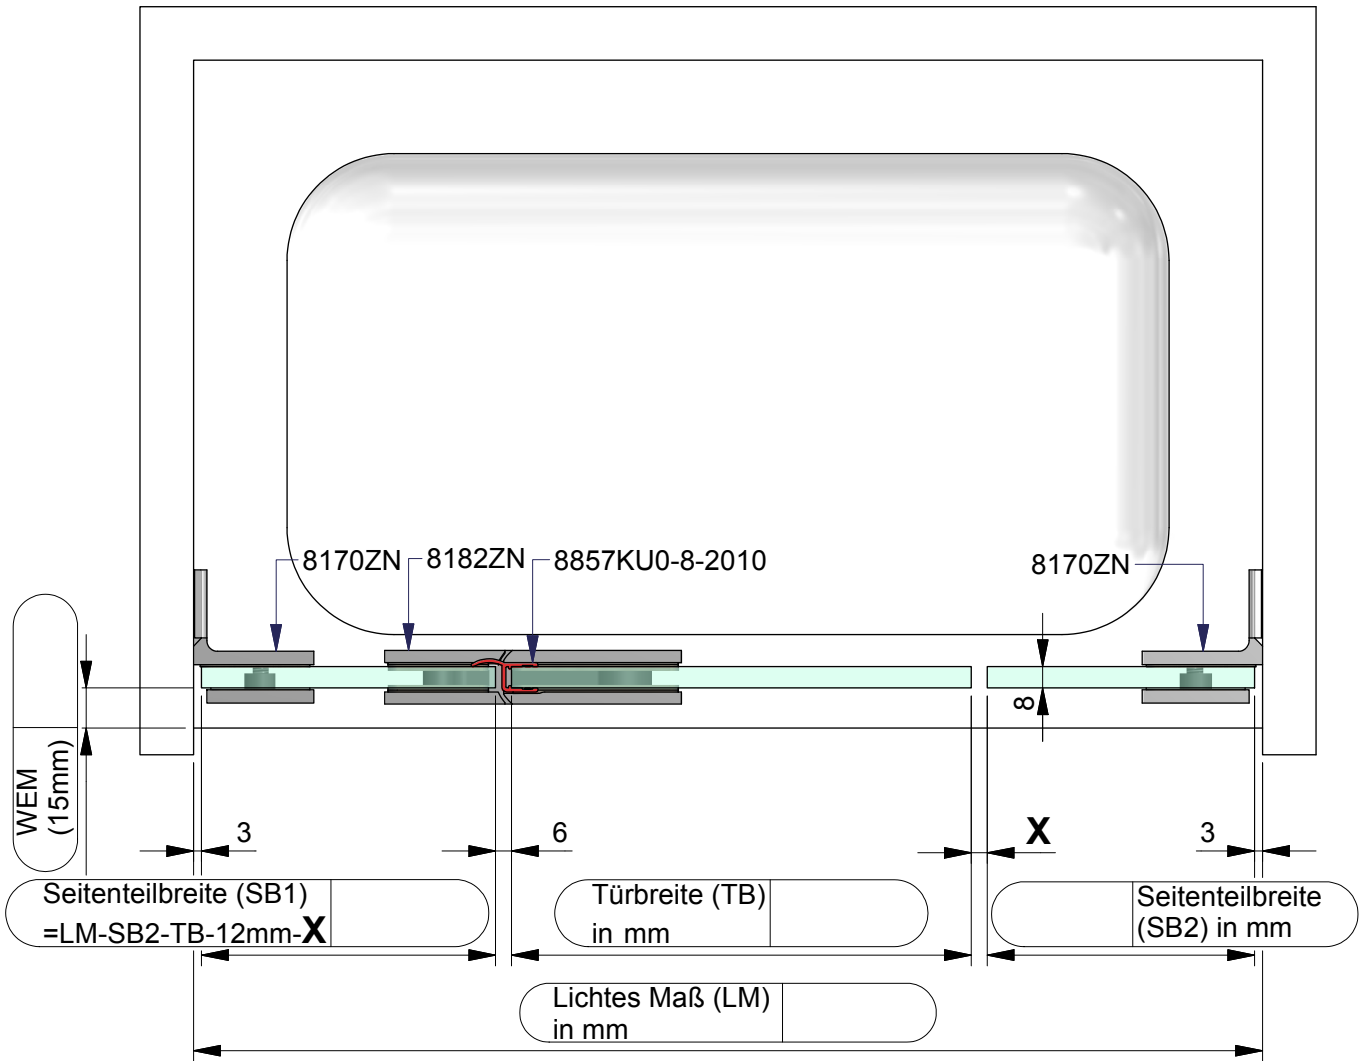 8170ZN
8182ZN
8857KU0-8-2010
8170ZN
8
WEM
(15mm)
3
6
X
3
Seitenteilbreite (SB1)
=LM-SB2-TB-12mm-X
Türbreite (TB)
in mm
Seitenteilbreite
(SB2) in mm
Lichtes Maß (LM)
in mm